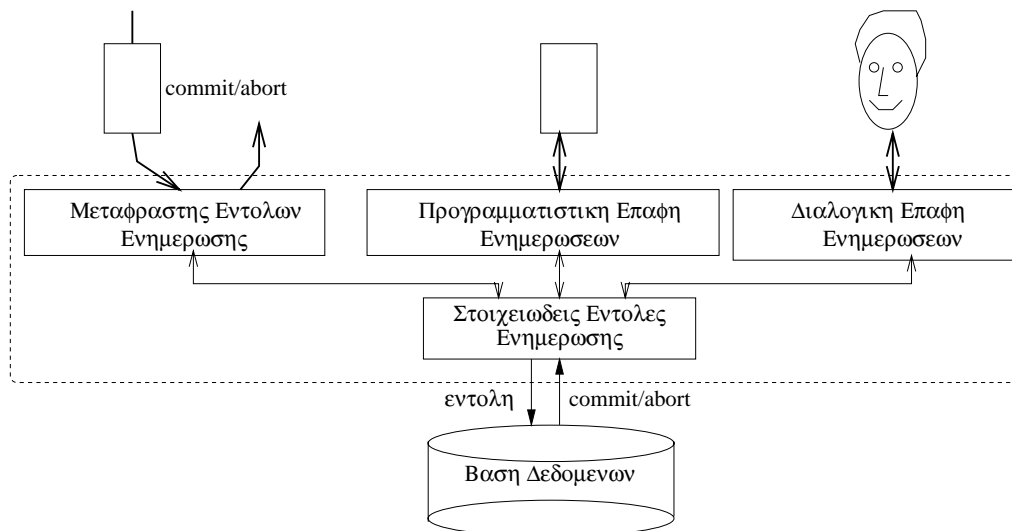 commit/abort
Μεταφραστης Εντολων
Ενημερωσης
Προγραμματιστικη Επαφη
Ενημερωσεων
Διαλογικη Επαφη
Ενημερωσεων
Στοιχειωδεις Εντολες
Ενημερωσης
εντολη
commit/abort
Βαση Δεδομενων